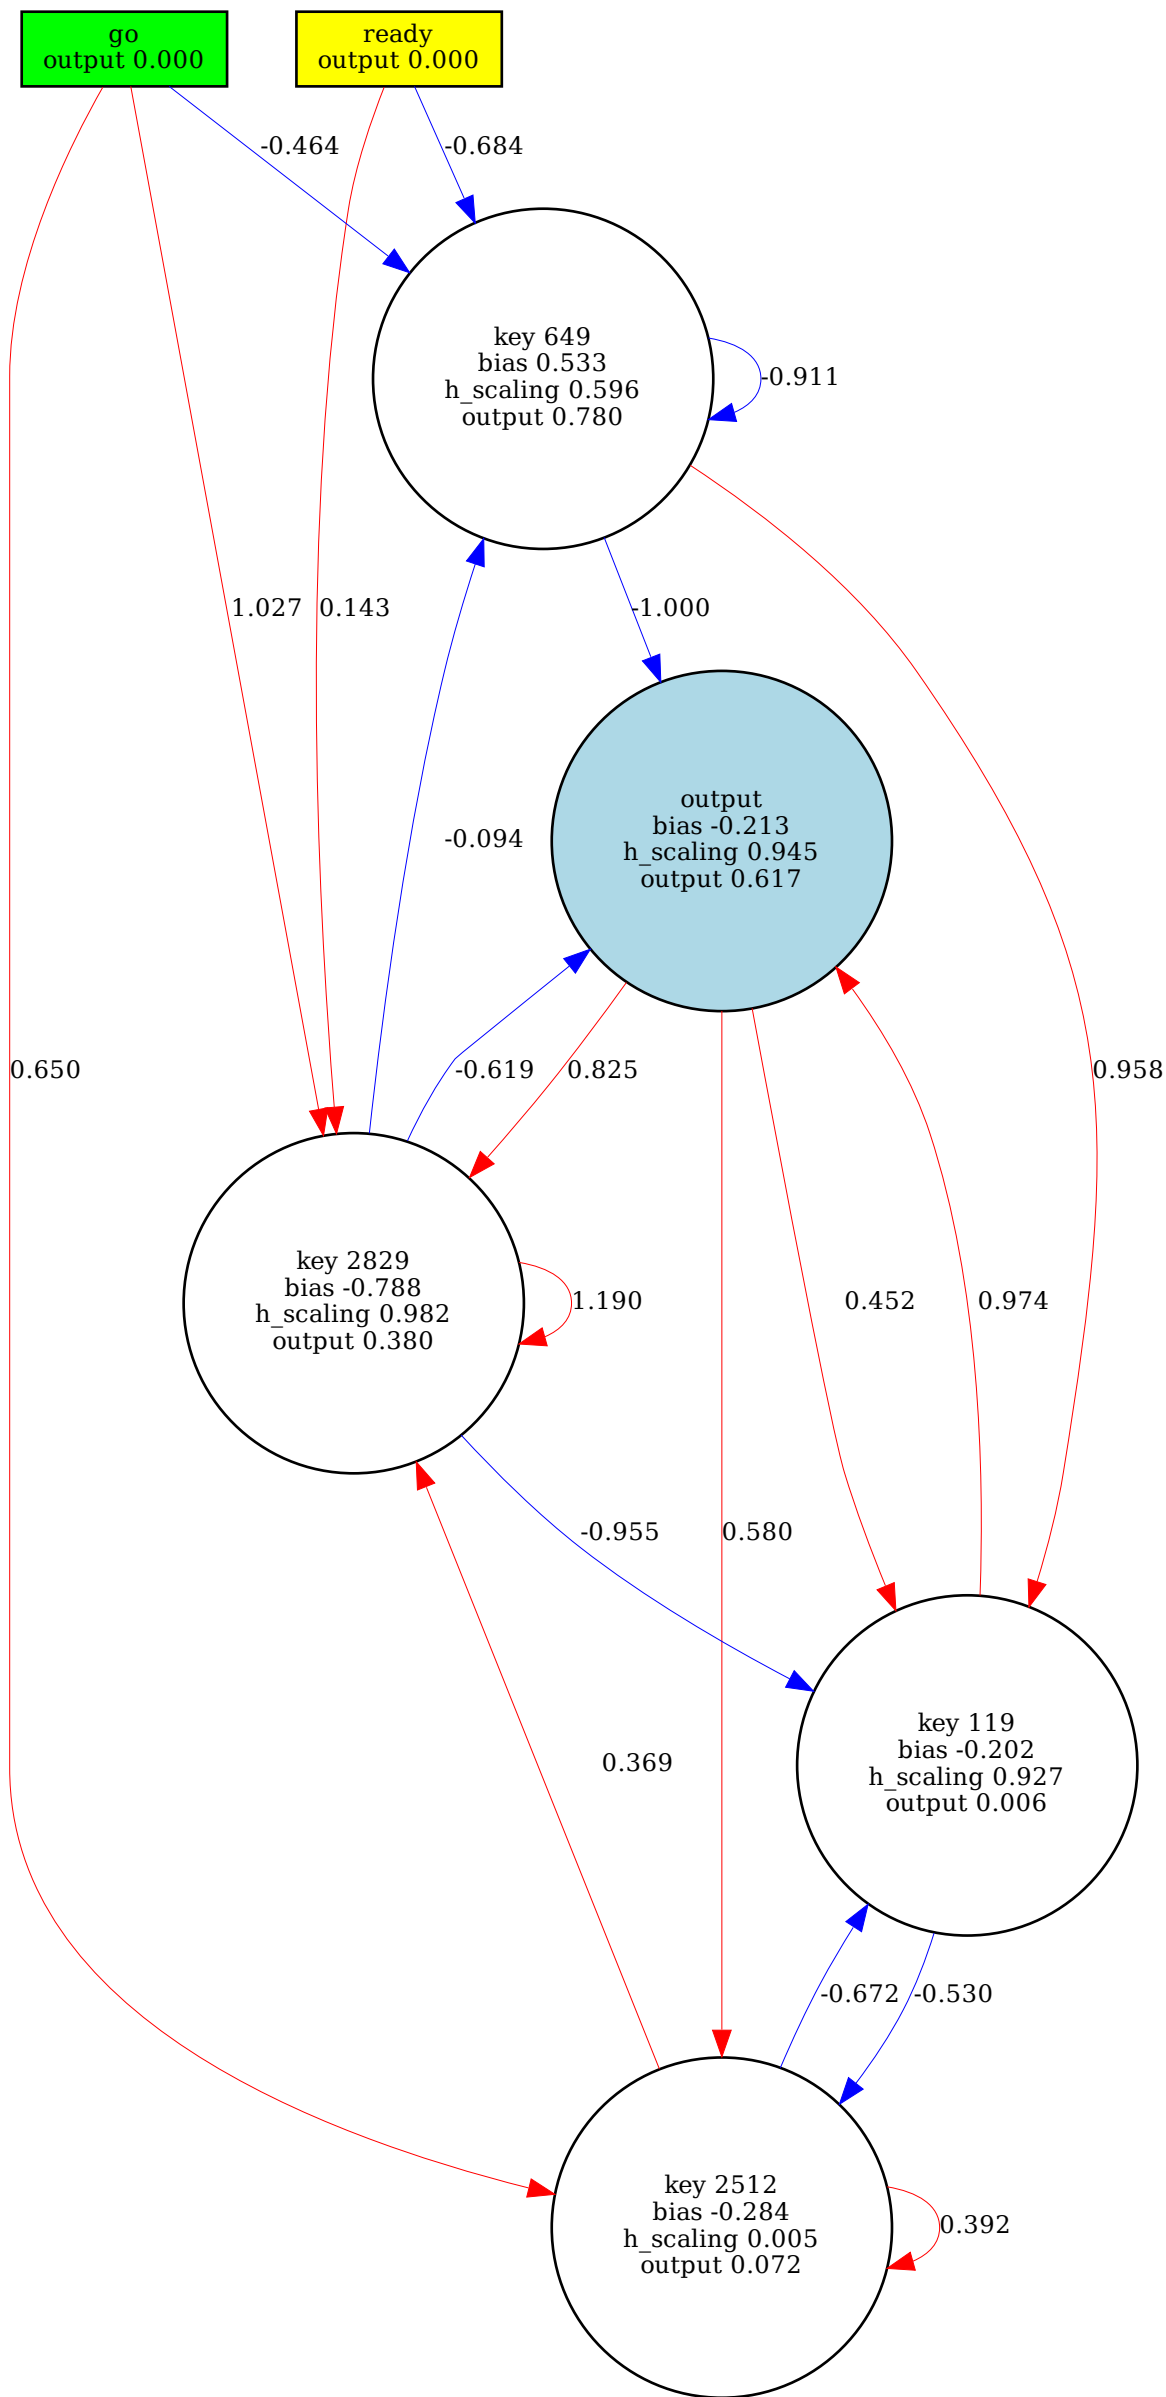 go
output 0.000
ready
output 0.000
-0.464
-0.684
key 649
bias 0.533
h_scaling 0.596
output 0.780
-0.911
1.027
0.143
-1.000
-0.094
output
bias -0.213
h_scaling 0.945
output 0.617
0.650
-0.619
0.825
0.958
key 2829
bias -0.788
h_scaling 0.982
output 0.380
1.190
0.452
0.974
-0.955
0.580
0.369
key 119
bias -0.202
h_scaling 0.927
output 0.006
-0.672
-0.530
key 2512
bias -0.284
h_scaling 0.005
output 0.072
0.392